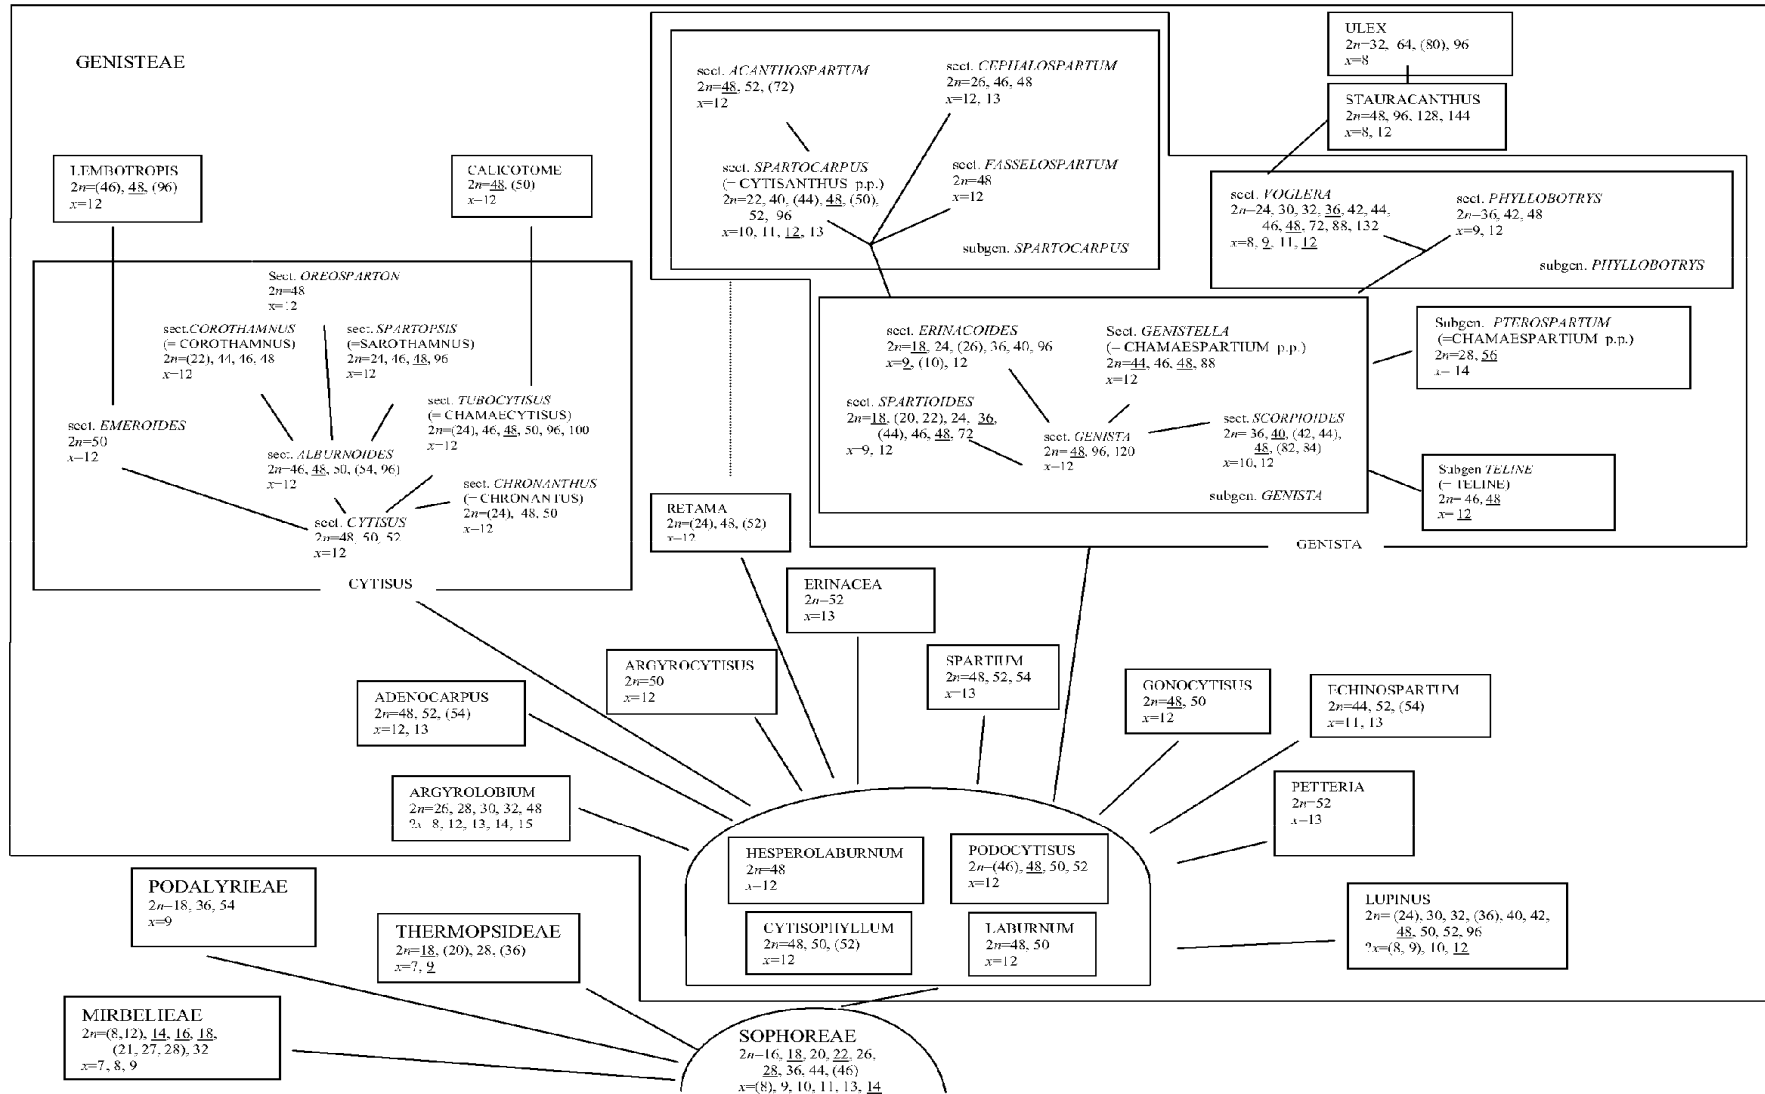 GENISTEAE
ULEX
2n=32, 64, (80), 96
x=8
STAURACANTHUS
2n=48, 96, 128, 144
x=8, 12
sect. ACANTHOSPARTUM
2n=48, 52, (72)
x=12
sect. CEPHALOSPARTUM
2n=26, 46, 48
x=12, 13
sect. SPARTOCARPUS
(= CYTISANTHUS p.p.)
2n=22, 40, (44), 48, (50),
52, 96
x=10, 11, 12, 13
sect. FASSELOSPARTUM
2n=48
x=12
subgen. SPARTOCARPUS
LEMBOTROPIS
2n=(46), 48, (96)
x=12
CALICOTOME
2n=48, (50)
x=12
sect. VOGLERA
2n=24, 30, 32, 36, 42, 44,
46, 48, 72, 88, 132
x=8, 9, 11, 12
sect. PHYLLOBOTRYS
2n=36, 42, 48
x=9, 12
subgen. PHYLLOBOTRYS
Sect. OREOSPARTON
2n=48
x=12
sect.COROTHAMNUS
(= COROTHAMNUS)
2n=(22), 44, 46, 48
x=12
sect. SPARTOPSIS
(=SAROTHAMNUS)
2n=24, 46, 48, 96
x=12
sect. TUBOCYTISUS
(= CHAMAECYTISUS)
2n=(24), 46, 48, 50, 96, 100
x=12
sect. EMEROIDES
2n=50
x=12
sect. ALBURNOIDES
2n=46, 48, 50, (54, 96)
x=12
sect. CHRONANTHUS
(= CHRONANTUS)
2n=(24), 48, 50
x=12
sect. CYTISUS
2n=48, 50, 52
x=12
CYTISUS
sect. ERINACOIDES
2n=18, 24, (26), 36, 40, 96
x=9, (10), 12
Sect. GENISTELLA
(= CHAMAESPARTIUM p.p.)
2n=44, 46, 48, 88
x=12
sect. SPARTIOIDES
2n=18, (20, 22), 24, 36,
(44), 46, 48, 72
x=9, 12
sect. GENISTA
2n=48, 96, 120
x=12
sect. SCORPIOIDES
2n= 36, 40, (42, 44),
48, (82, 84)
x=10, 12
subgen. GENISTA
Subgen. PTEROSPARTUM
(=CHAMAESPARTIUM p.p.)
2n=28, 56
x= 14
Subgen TELINE
(= TELINE)
2n= 46, 48
x= 12
GENISTA
RETAMA
2n=(24), 48, (52)
x=12
ERINACEA
2n=52
x=13
ARGYROCYTISUS
2n=50
x=12
SPARTIUM
2n=48, 52, 54
x=13
GONOCYTISUS
2n=48, 50
x=12
ECHINOSPARTUM
2n=44, 52, (54)
x=11, 13
ADENOCARPUS
2n=48, 52, (54)
x=12, 13
ARGYROLOBIUM
2n=26, 28, 30, 32, 48
?x=8, 12, 13, 14, 15
PETTERIA
2n=52
x=13
HESPEROLABURNUM
2n=48
x=12
PODOCYTISUS
2n=(46), 48, 50, 52
x=12
CYTISOPHYLLUM
2n=48, 50, (52)
x=12
LABURNUM
2n=48, 50
x=12
LUPINUS
2n= (24), 30, 32, (36), 40, 42,
48, 50, 52, 96
?x=(8, 9), 10, 12
PODALYRIEAE
2n=18, 36, 54
x=9
THERMOPSIDEAE
2n=18, (20), 28, (36)
x=7, 9
MIRBELIEAE
2n=(8,12), 14, 16, 18,
(21, 27, 28), 32
x=7, 8, 9
SOPHOREAE
2n=16, 18, 20, 22, 26,
28, 36, 44, (46)
x=(8), 9, 10, 11, 13, 14